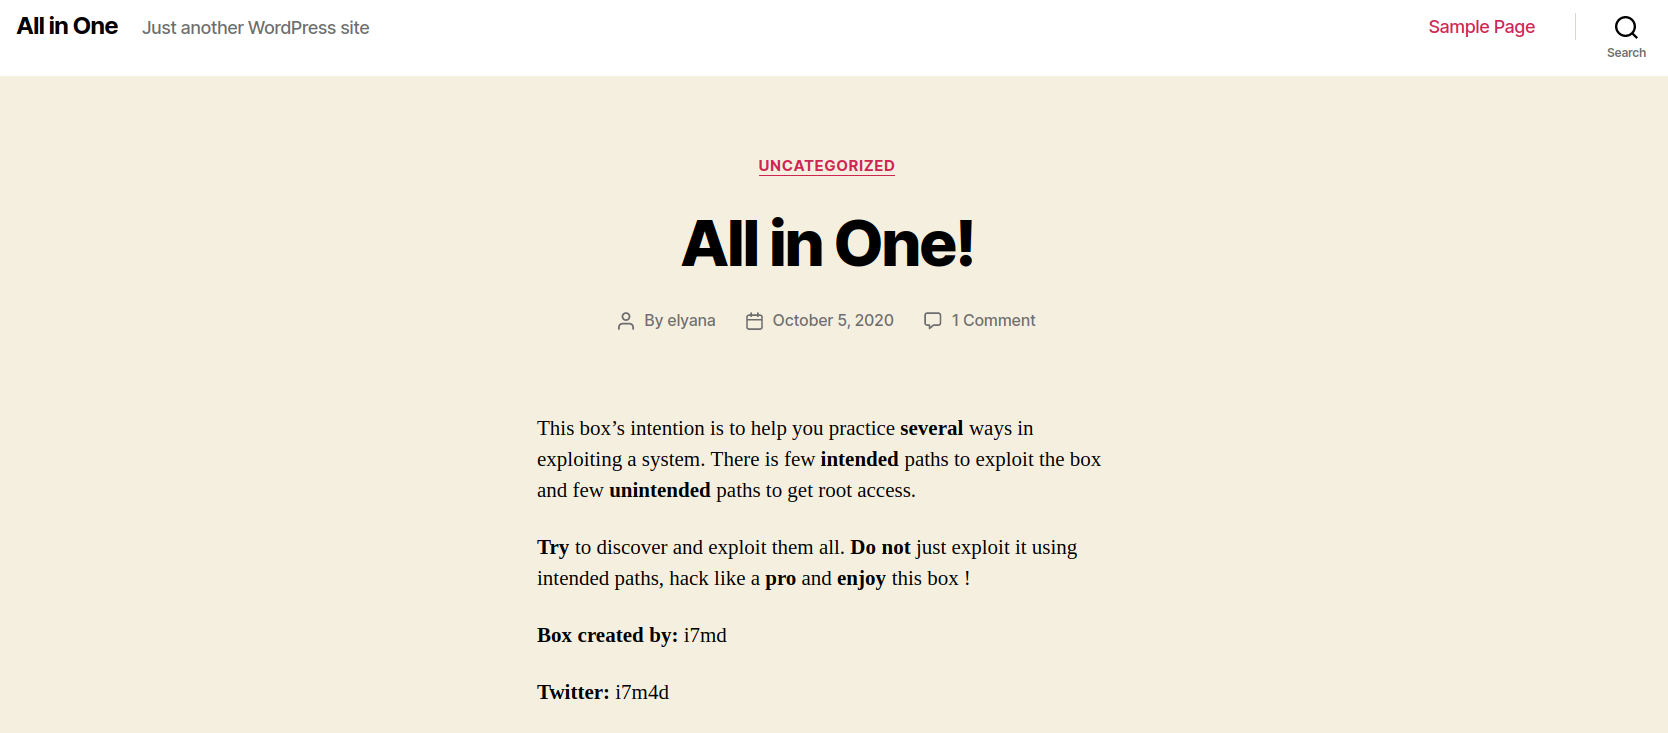 All in One Just another WordPress site Sample Page
Search
UNCATEGORIZED
All in One!
By elyana October 5, 2020 1 Comment
This box’s intention is to help you practice several ways in
exploiting a system. There is few intended paths to exploit the box
and few unintended paths to get root access.
Try to discover and exploit them all. Do not just exploit it using
intended paths, hack like a pro and enjoy this box !
Box created by: i7md
Twitter: i7m4d